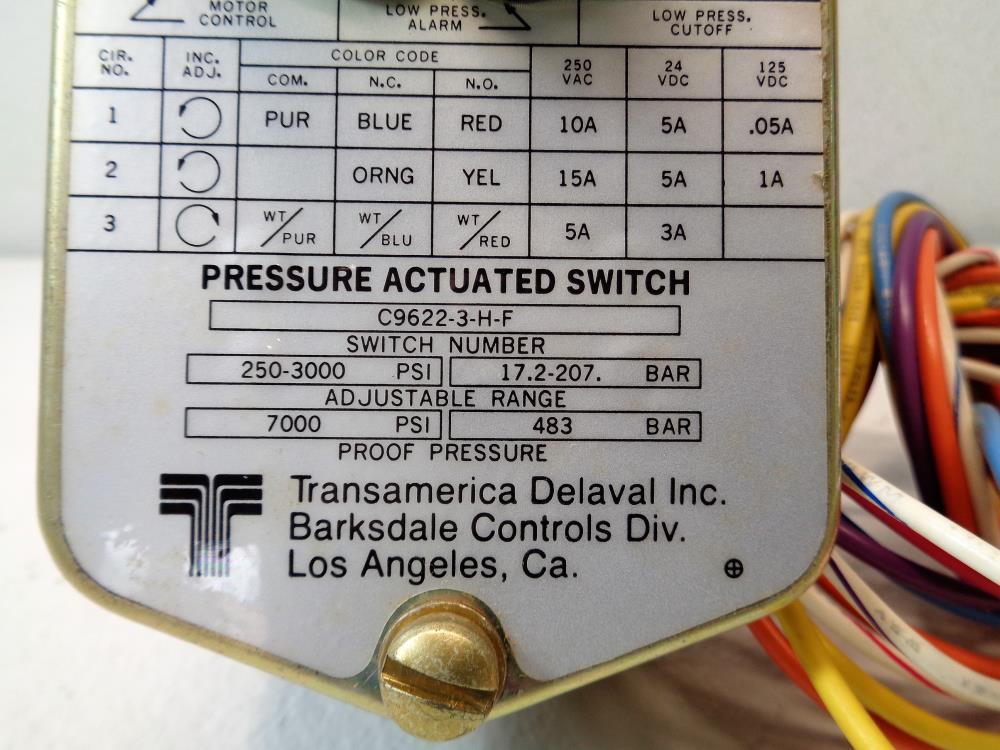 MOTOR CONTROL
LOW PRESS. ALARM
LOW PRESS. CUTOFF
CIR. NO. INC. ADJ. COLOR CODE 250 VAC 24 VDC 125 VDC
COM. N.C. N.O.
1 PUR BLUE RED 10A 5A .05A
2 ORNG YEL 15A 5A 1A
3 WT/PUR WT/BLU WT/RED 5A 3A
PRESSURE ACTUATED SWITCH
C9622-3-H-F
SWITCH NUMBER
250-3000 PSI 17.2-207. BAR
ADJUSTABLE RANGE
7000 PSI 483 BAR
PROOF PRESSURE
Transamerica Delaval Inc.
Barksdale Controls Div.
Los Angeles, Ca.